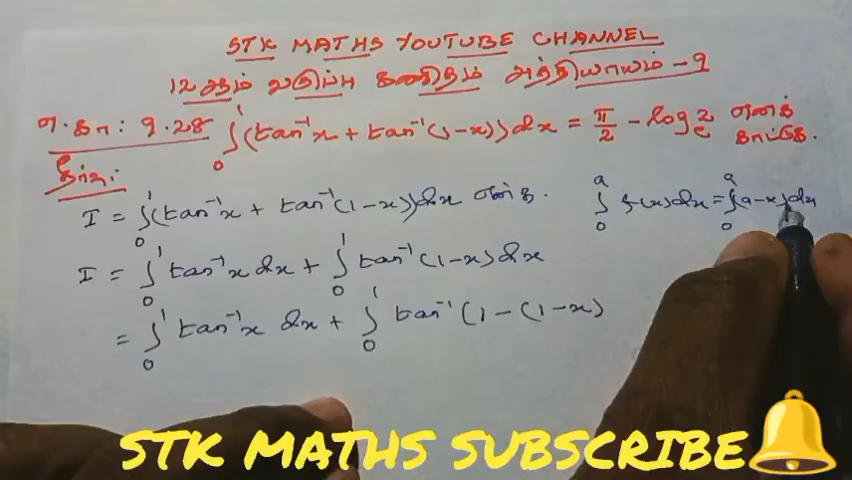 STK MATHS YOUTUBE CHANNEL
12 ஆம் வகுப்பு கணிதம் அத்தியாயம் - 9
எ.கா : 9.28 ∫₀¹ (tan⁻¹x + tan⁻¹(1-x)) dx = π/2 - logₑ2 எனக் காட்டுக.
தீர்வு:
I = ∫₀¹ (tan⁻¹x + tan⁻¹(1-x)) dx என்க. ∫₀ᵃ f(x) dx = ∫₀ᵃ (a-x) dx
I = ∫₀¹ tan⁻¹x dx + ∫₀¹ tan⁻¹(1-x) dx
= ∫₀¹ tan⁻¹x dx + ∫₀¹ tan⁻¹(1-(1-x)
STK MATHS SUBSCRIBE